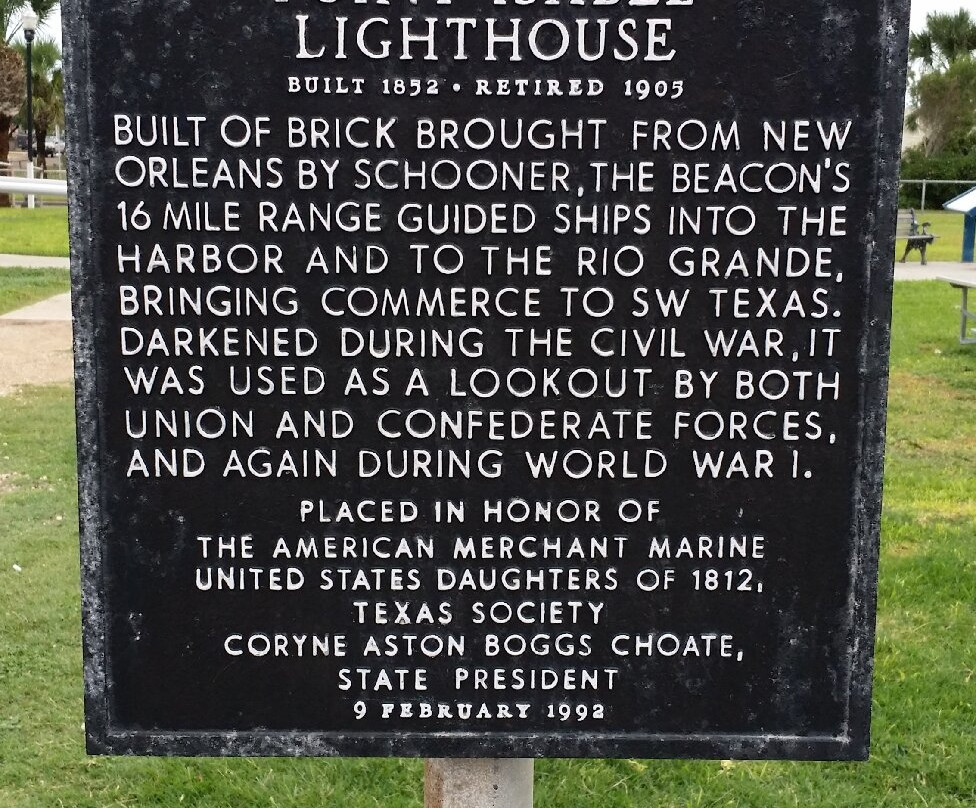 POINT ISABEL
LIGHTHOUSE
BUILT 1852 • RETIRED 1905
BUILT OF BRICK BROUGHT FROM NEW
ORLEANS BY SCHOONER, THE BEACON'S
16 MILE RANGE GUIDED SHIPS INTO THE
HARBOR AND TO THE RIO GRANDE,
BRINGING COMMERCE TO SW TEXAS.
DARKENED DURING THE CIVIL WAR, IT
WAS USED AS A LOOKOUT BY BOTH
UNION AND CONFEDERATE FORCES,
AND AGAIN DURING WORLD WAR I.
PLACED IN HONOR OF
THE AMERICAN MERCHANT MARINE
UNITED STATES DAUGHTERS OF 1812,
TEXAS SOCIETY
CORYNE ASTON BOGGS CHOATE,
STATE PRESIDENT
9 FEBRUARY 1992